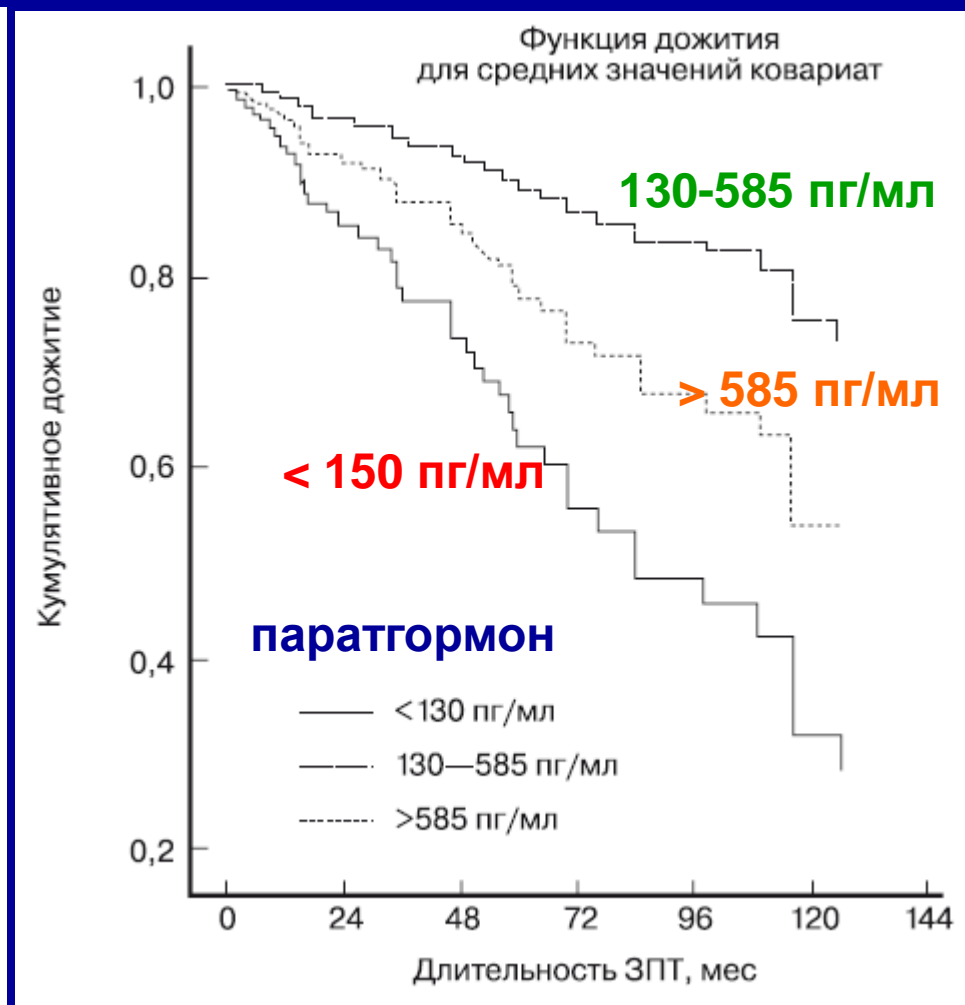 Функция дожития
для средних значений ковариат
1,0
0,8
0,6
0,4
0,2
Кумулятивное дожитие
130-585 пг/мл
> 585 пг/мл
< 150 пг/мл
паратгормон
<130 пг/мл
130—585 пг/мл
>585 пг/мл
0 24 48 72 96 120 144
Длительность ЗПТ, мес